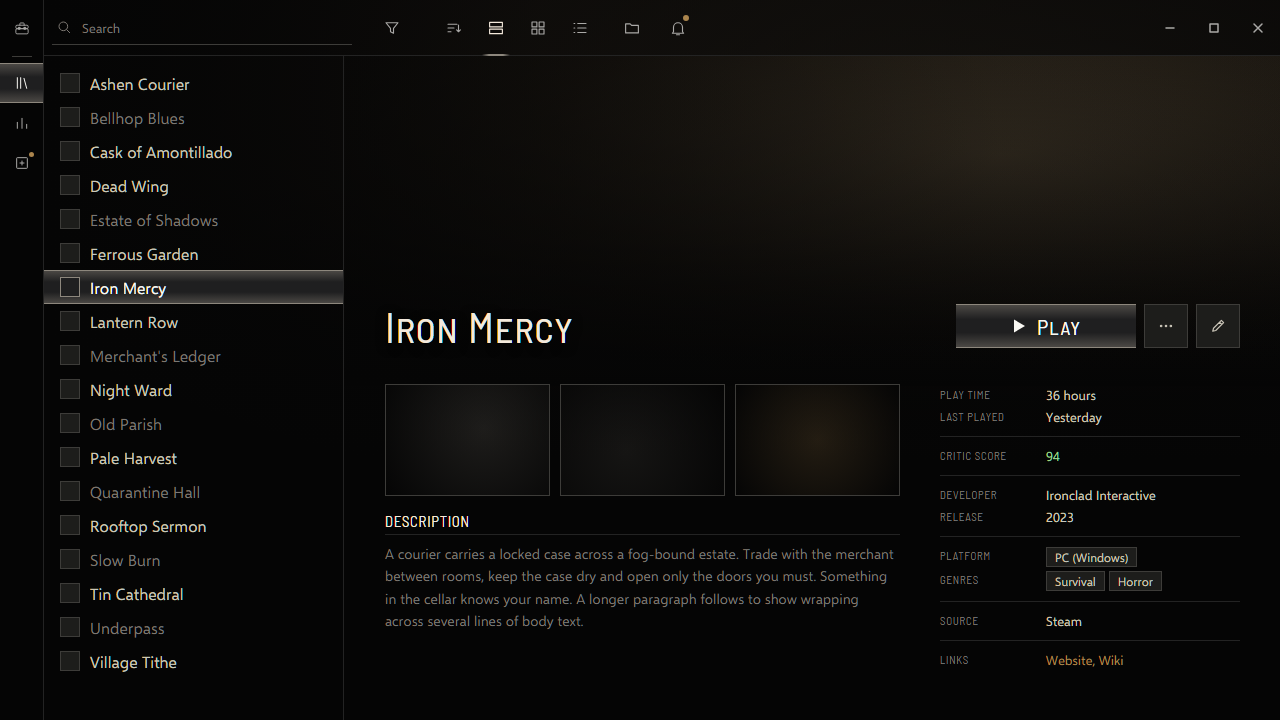 Search
Ashen Courier
Bellhop Blues
Cask of Amontillado
Dead Wing
Estate of Shadows
Ferrous Garden
Iron Mercy
Lantern Row
Merchant's Ledger
Night Ward
Old Parish
Pale Harvest
Quarantine Hall
Rooftop Sermon
Slow Burn
Tin Cathedral
Underpass
Village Tithe
Iron Mercy
Play
DESCRIPTION
A courier carries a locked case across a fog-bound estate. Trade with the merchant
between rooms, keep the case dry and open only the doors you must. Something
in the cellar knows your name. A longer paragraph follows to show wrapping
across several lines of body text.
PLAY TIME 36 hours
LAST PLAYED Yesterday
CRITIC SCORE 94
DEVELOPER Ironclad Interactive
RELEASE 2023
PLATFORM PC (Windows)
GENRES Survival Horror
SOURCE Steam
LINKS Website, Wiki